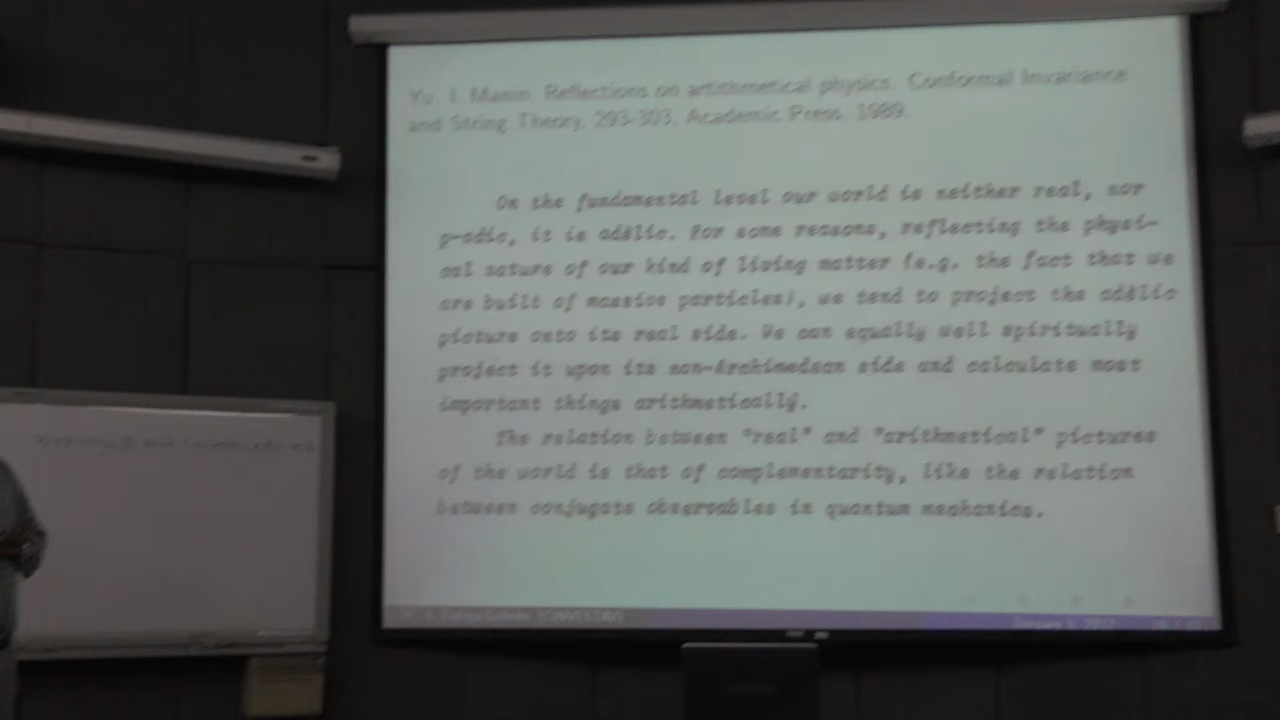 Yu. I. Manin. Reflections on artithmetical physics. Conformal Invariance
and String Theory, 293-303, Academic Press, 1989.
On the fundamental level our world is neither real, nor
p-adic, it is adèlic. For some reasons, reflecting the physi-
cal nature of our kind of living matter (e.g. the fact that we
are built of massive particles), we tend to project the adèlic
picture onto its real side. We can equally well spiritually
project it upon its non-Archimedean side and calculate most
important things arithmetically.
The relation between "real" and "arithmetical" pictures
of the world is that of complementarity, like the relation
between conjugate observables in quantum mechanics.
(CINVESTAV)
January